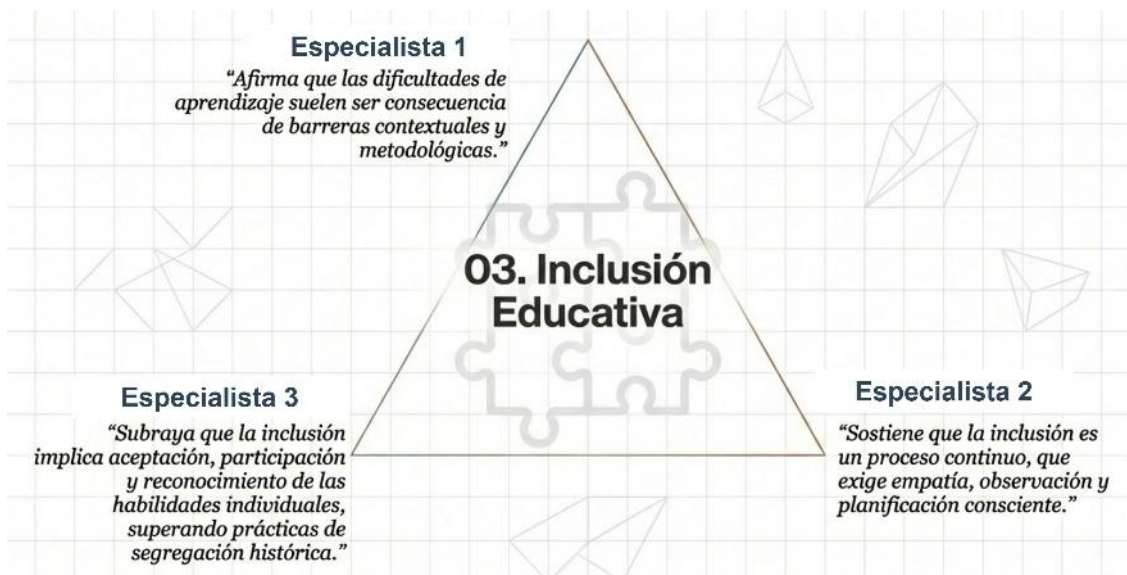 Especialista 1
“Afirma que las dificultades de
aprendizaje suelen ser consecuencia
de barreras contextuales y
metodológicas.”
03. Inclusión
Educativa
Especialista 3
“Subraya que la inclusión
implica aceptación, participación
y reconocimiento de las
habilidades individuales,
superando prácticas de
segregación histórica.”
Especialista 2
“Sostiene que la inclusión es
un proceso continuo, que
exige empatía, observación y
planificación consciente.”